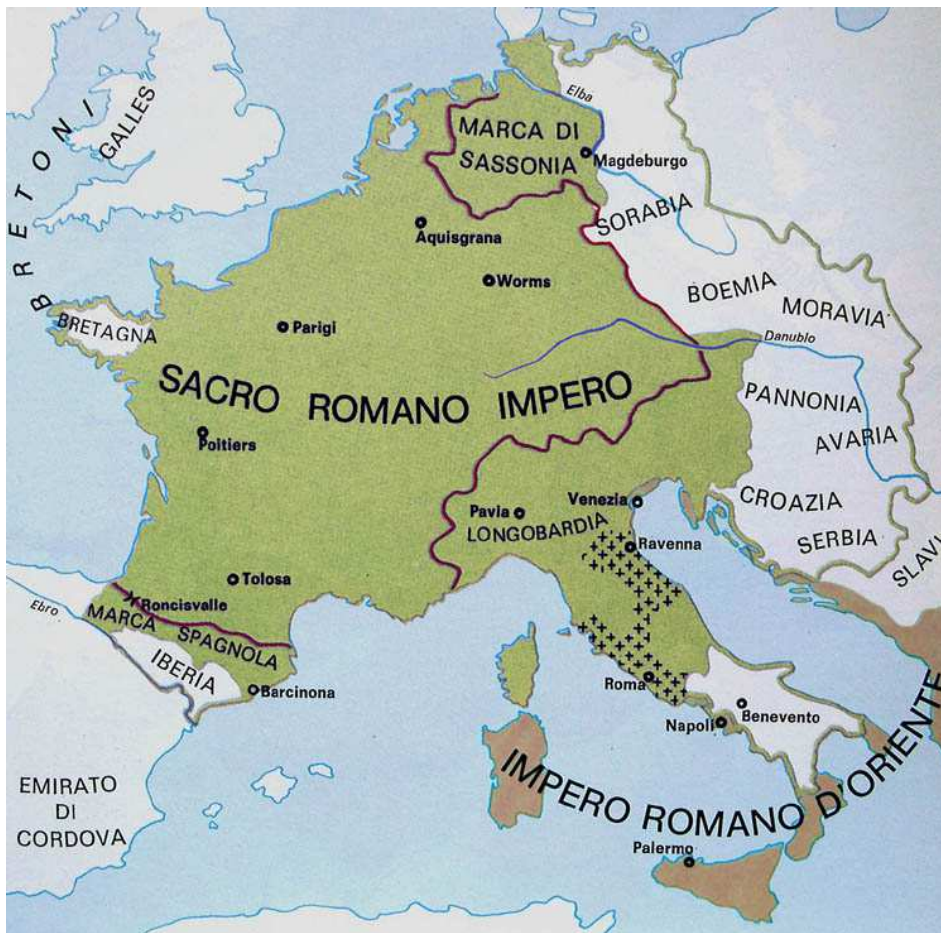 BRETONI
GALLES
Elba
MARCA DI
SASSONIA
Magdeburgo
SORABIA
Aquisgrana
Worms
BOEMIA
MORAVIA
BRETAGNA
Parigi
Danubio
SACRO ROMANO IMPERO
PANNONIA
AVARIA
Poitiers
CROAZIA
SERBIA
SLAVI
Pavia
Venezia
LONGOBARDIA
Ravenna
Tolosa
Roncisvalle
Ebro
MARCA SPAGNOLA
IBERIA
Barcinona
Roma
Napoli
Benevento
EMIRATO
DI
CORDOVA
IMPERO ROMANO D'ORIENTE
Palermo